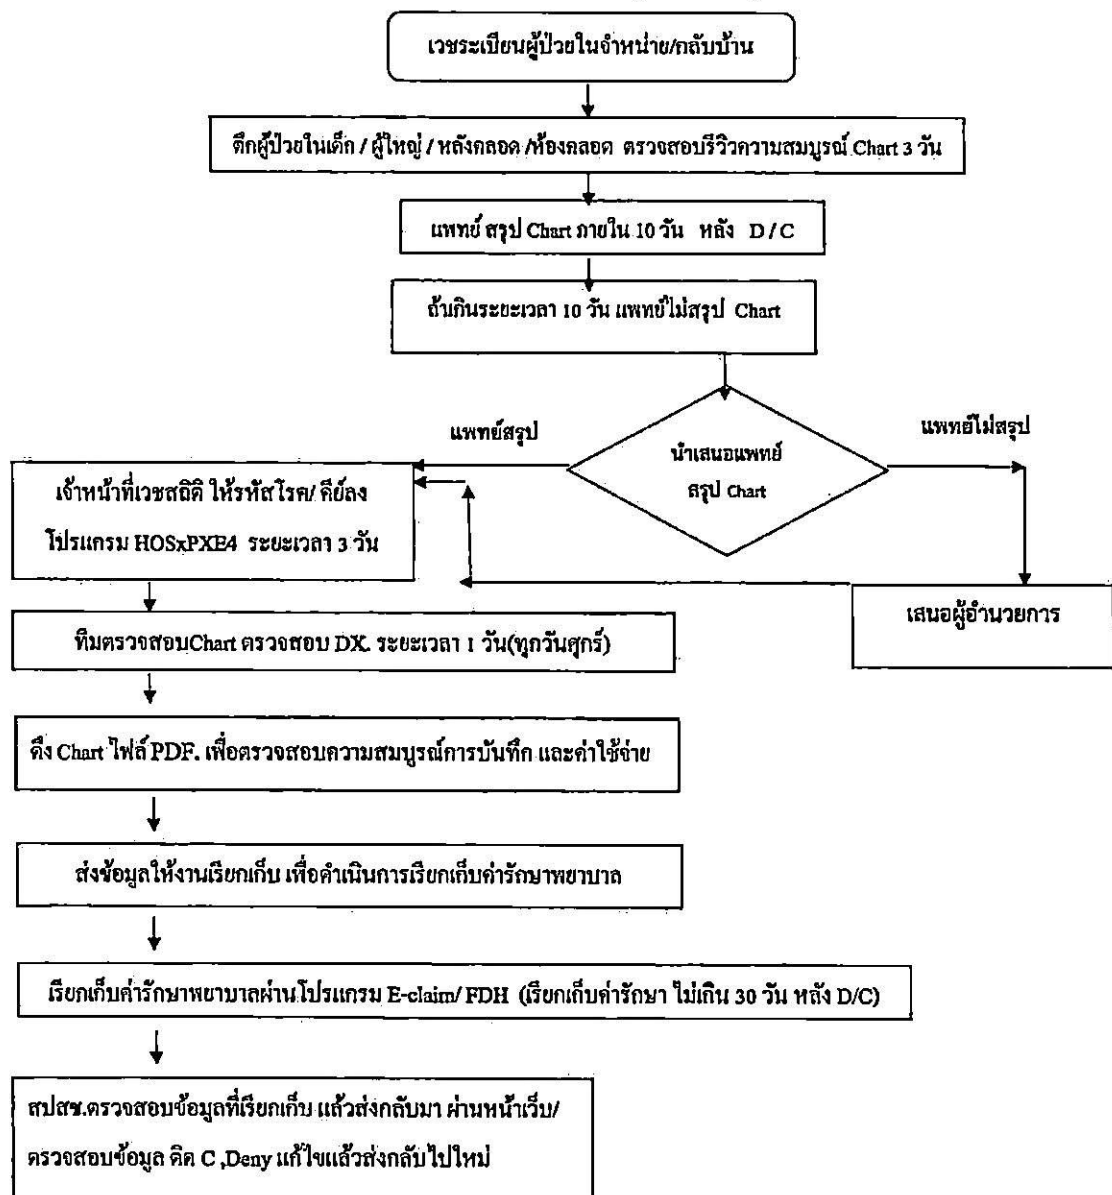 เวชระเบียนผู้ป่วยในจำหน่าย/กลับบ้าน
ตึกผู้ป่วยในเด็ก / ผู้ใหญ่ / หลังคลอด /ห้องคลอด ตรวจสอบรีวิวความสมบูรณ์ Chart 3 วัน
แพทย์ สรุป Chart ภายใน 10 วัน หลัง D / C
ถ้าเกินระยะเวลา 10 วัน แพทย์ไม่สรุป Chart
แพทย์สรุป
แพทย์ไม่สรุป
นำเสนอแพทย์
สรุป Chart
เจ้าหน้าที่เวชสถิติ ให้รหัสโรค/ คีย์ลง
โปรแกรม HOSxPXE4 ระยะเวลา 3 วัน
เสนอผู้อำนวยการ
ทีมตรวจสอบChart ตรวจสอบ DX. ระยะเวลา 1 วัน(ทุกวันศุกร์)
ดึง Chart ไฟล์ PDF. เพื่อตรวจสอบความสมบูรณ์การบันทึก และค่าใช้จ่าย
ส่งข้อมูลให้งานเรียกเก็บ เพื่อดำเนินการเรียกเก็บค่ารักษาพยาบาล
เรียกเก็บค่ารักษาพยาบาลผ่านโปรแกรม E-claim/ FDH (เรียกเก็บค่ารักษา ไม่เกิน 30 วัน หลัง D/C)
สปสช.ตรวจสอบข้อมูลที่เรียกเก็บ แล้วส่งกลับมา ผ่านหน้าเว็บ/
ตรวจสอบข้อมูล ติด C ,Deny แก้ไขแล้วส่งกลับไปใหม่